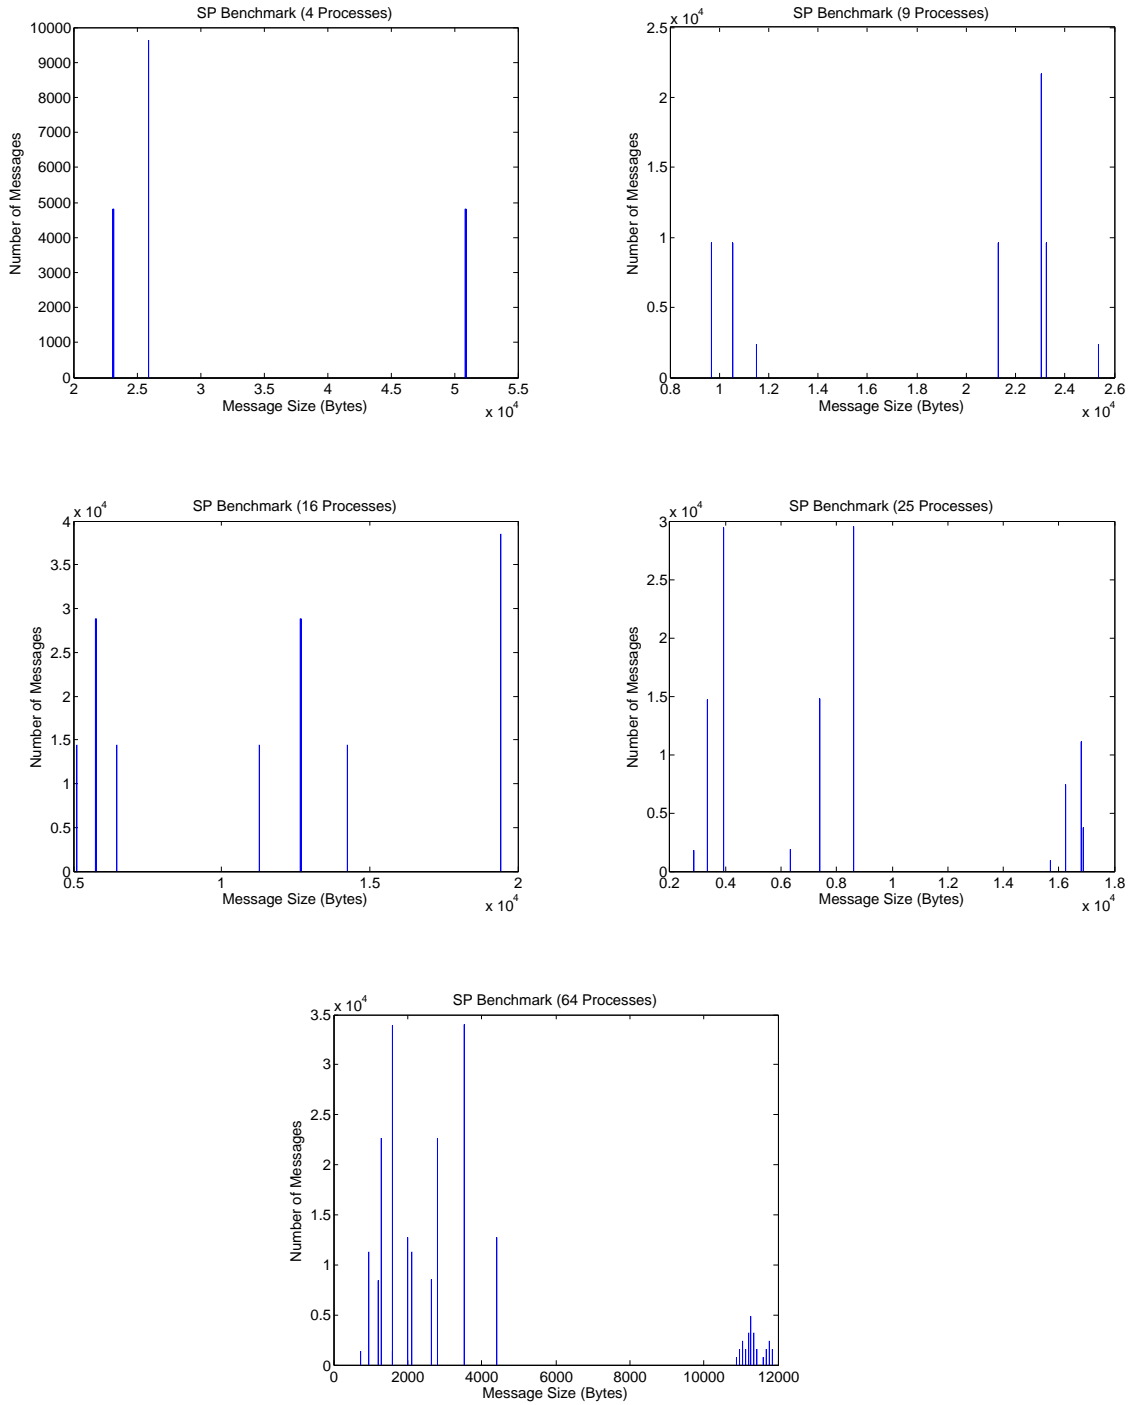 SP Benchmark (4 Processes)
10000
9000
8000
7000
6000
5000
4000
3000
2000
1000
0
Number of Messages
2 2.5 3 3.5 4 4.5 5 5.5
Message Size (Bytes)
x 10^4
SP Benchmark (9 Processes)
x 10^4
2.5
2
1.5
1
0.5
0
Number of Messages
0.8 1 1.2 1.4 1.6 1.8 2 2.2 2.4 2.6
Message Size (Bytes)
x 10^4
SP Benchmark (16 Processes)
x 10^4
4
3.5
3
2.5
2
1.5
1
0.5
0
Number of Messages
0.5 1 1.5 2
Message Size (Bytes)
x 10^4
SP Benchmark (25 Processes)
x 10^4
3
2.5
2
1.5
1
0.5
0
Number of Messages
0.2 0.4 0.6 0.8 1 1.2 1.4 1.6 1.8
Message Size (Bytes)
x 10^4
SP Benchmark (64 Processes)
x 10^4
3.5
3
2.5
2
1.5
1
0.5
0
Number of Messages
0 2000 4000 6000 8000 10000 12000
Message Size (Bytes)